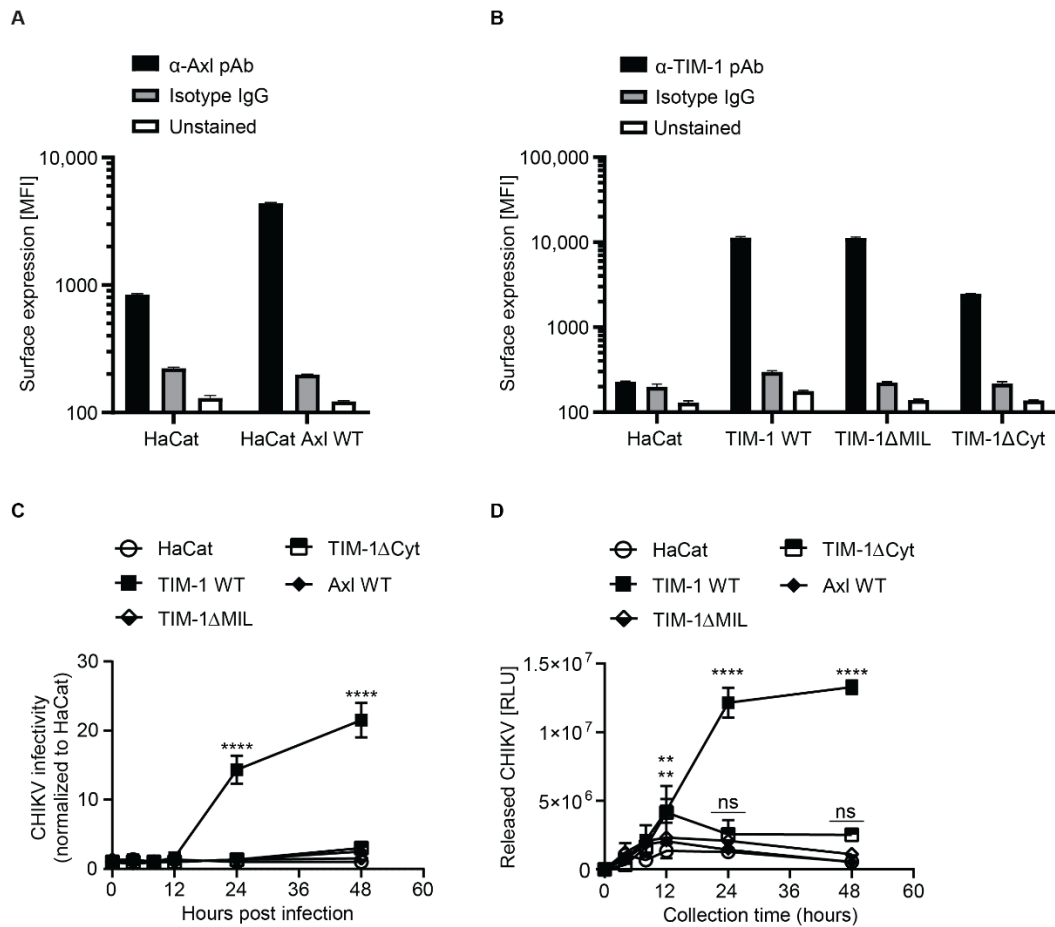 A
α-Axl pAb
Isotype IgG
Unstained
10,000
1000
100
Surface expression [MFI]
HaCat
HaCat Axl WT
B
α-TIM-1 pAb
Isotype IgG
Unstained
100,000
10,000
1000
100
Surface expression [MFI]
HaCat
TIM-1 WT
TIM-1ΔMIL
TIM-1ΔCyt
C
HaCat
TIM-1ΔCyt
TIM-1 WT
Axl WT
TIM-1ΔMIL
CHIKV infectivity
(normalized to HaCat)
30
20
10
0
****
****
0 12 24 36 48 60
Hours post infection
D
HaCat
TIM-1ΔCyt
TIM-1 WT
Axl WT
TIM-1ΔMIL
Released CHIKV [RLU]
1.5×10⁷
1×10⁷
5×10⁶
0
****
****
**
**
ns
ns
0 12 24 36 48 60
Collection time (hours)